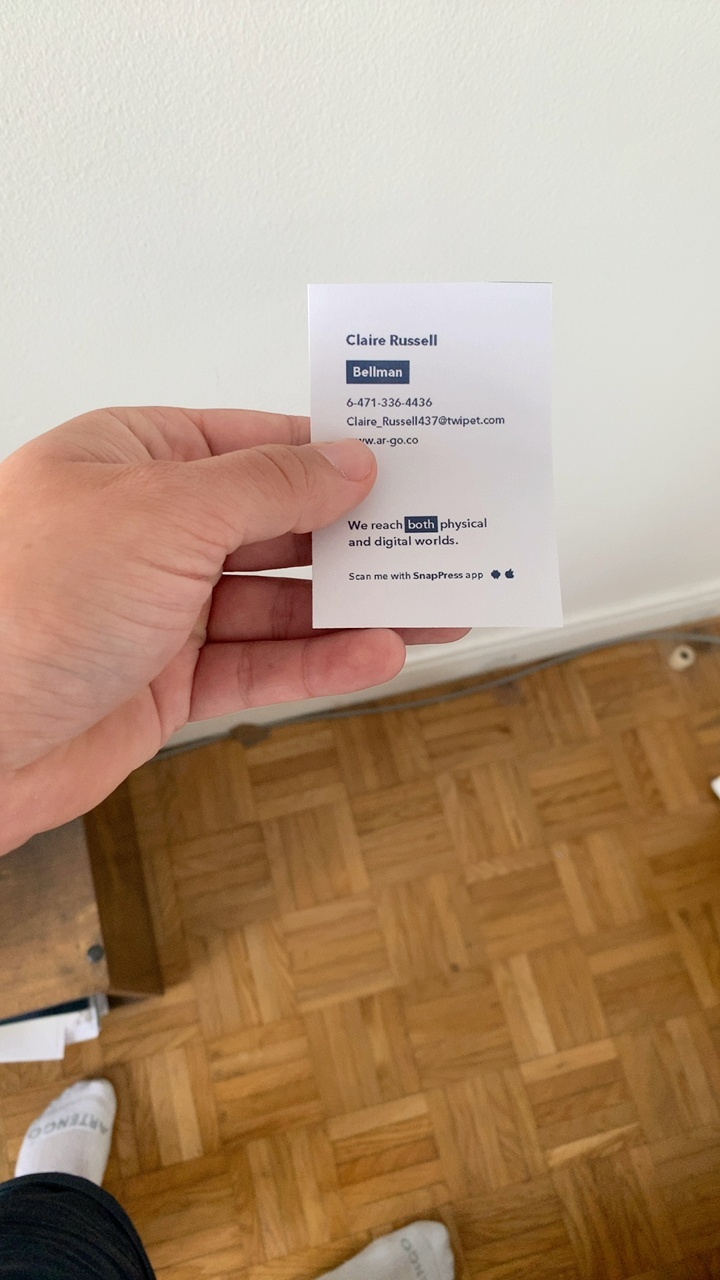 Claire Russell
Bellman
6-471-336-4436
Claire_Russell437@twipet.com
ww.ar-go.co
We reach both physical
and digital worlds.
Scan me with SnapPress app
ARTENGO